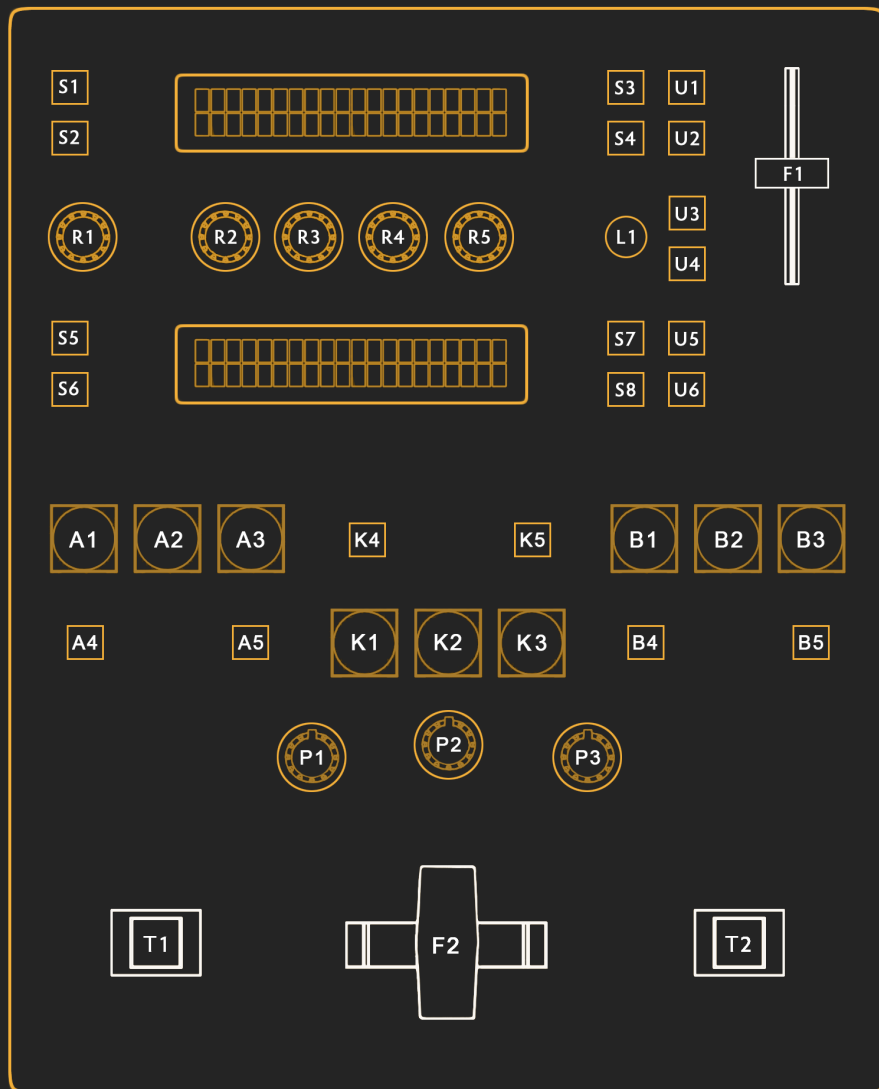 S1 S3 U1
S2 S4 U2
F1
U3
R1 R2 R3 R4 R5 L1
U4
S5 S7 U5
S6 S8 U6
A1 A2 A3 K4 K5 B1 B2 B3
A4 A5 K1 K2 K3 B4 B5
P1 P2 P3
T1 F2 T2